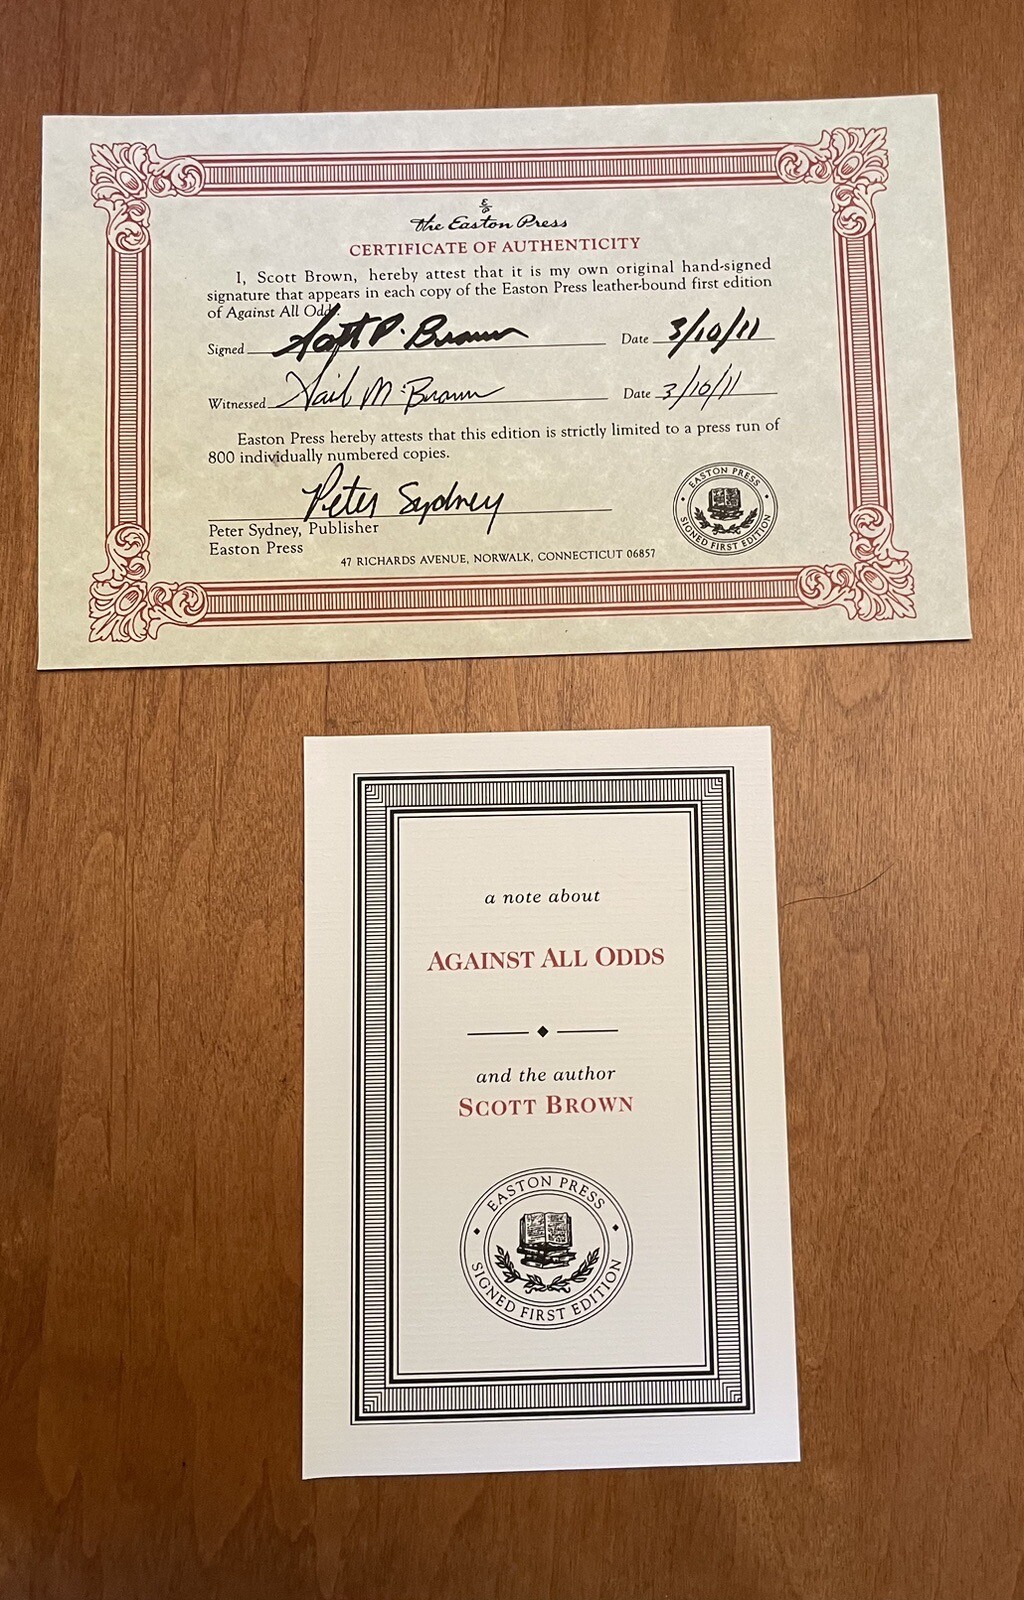 The Easton Press
CERTIFICATE OF AUTHENTICITY
I, Scott Brown, hereby attest that it is my own original hand-signed
signature that appears in each copy of the Easton Press leather-bound first edition
of Against All Odds.
Signed Scott P. Brown Date 3/10/11
Witnessed Gail M. Brown Date 3/10/11
Easton Press hereby attests that this edition is strictly limited to a press run of
800 individually numbered copies.
Peter Sydney
Peter Sydney, Publisher
Easton Press
47 RICHARDS AVENUE, NORWALK, CONNECTICUT 06857
EASTON PRESS
SIGNED FIRST EDITION
a note about
AGAINST ALL ODDS
and the author
SCOTT BROWN
EASTON PRESS
SIGNED FIRST EDITION